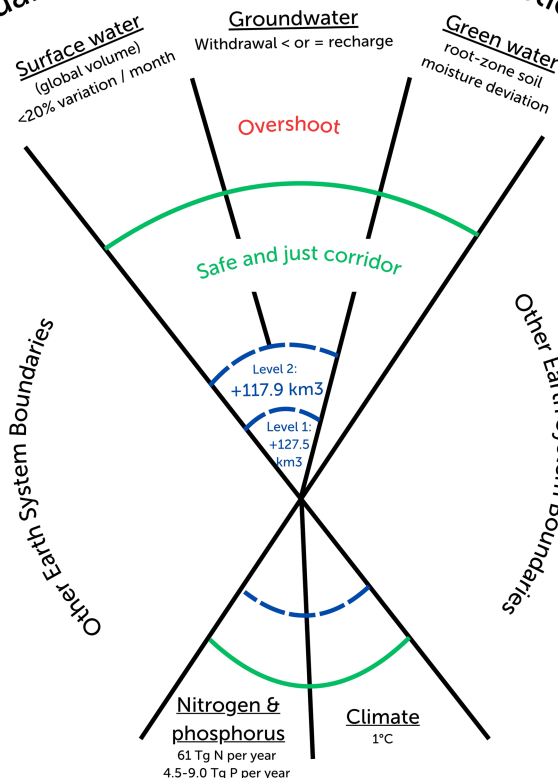 Surface water
(global volume)
<20% variation / month
Groundwater
Withdrawal < or = recharge
Green water
root-zone soil
moisture deviation
Overshoot
Safe and just corridor
Level 2:
+117.9 km3
Level 1:
+127.5
km3
Other Earth System Boundaries
Other Earth System Boundaries
Nitrogen &
phosphorus
61 Tg N per year
4.5-9.0 Tg P per year
Climate
1°C